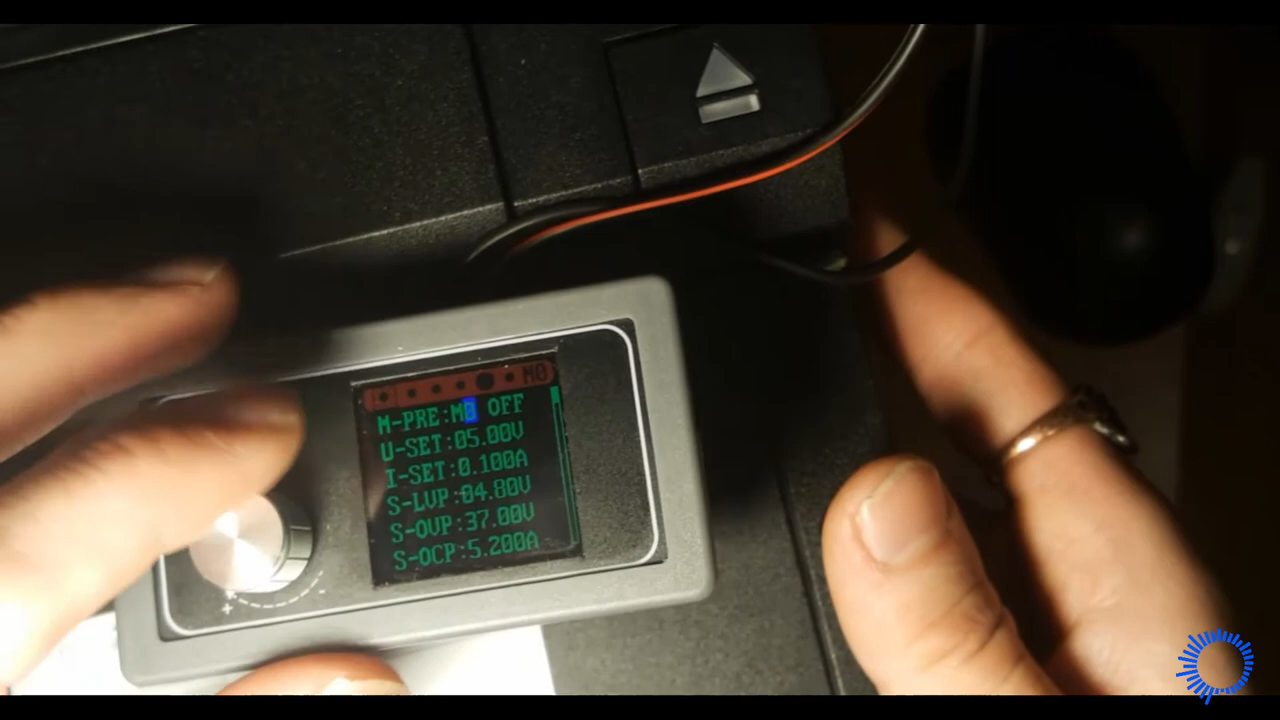 M0
M-PRE:M0 OFF
U-SET:05.00V
I-SET:0.100A
S-LVP:04.80V
S-OVP:37.00V
S-OCP:5.200A
+ -